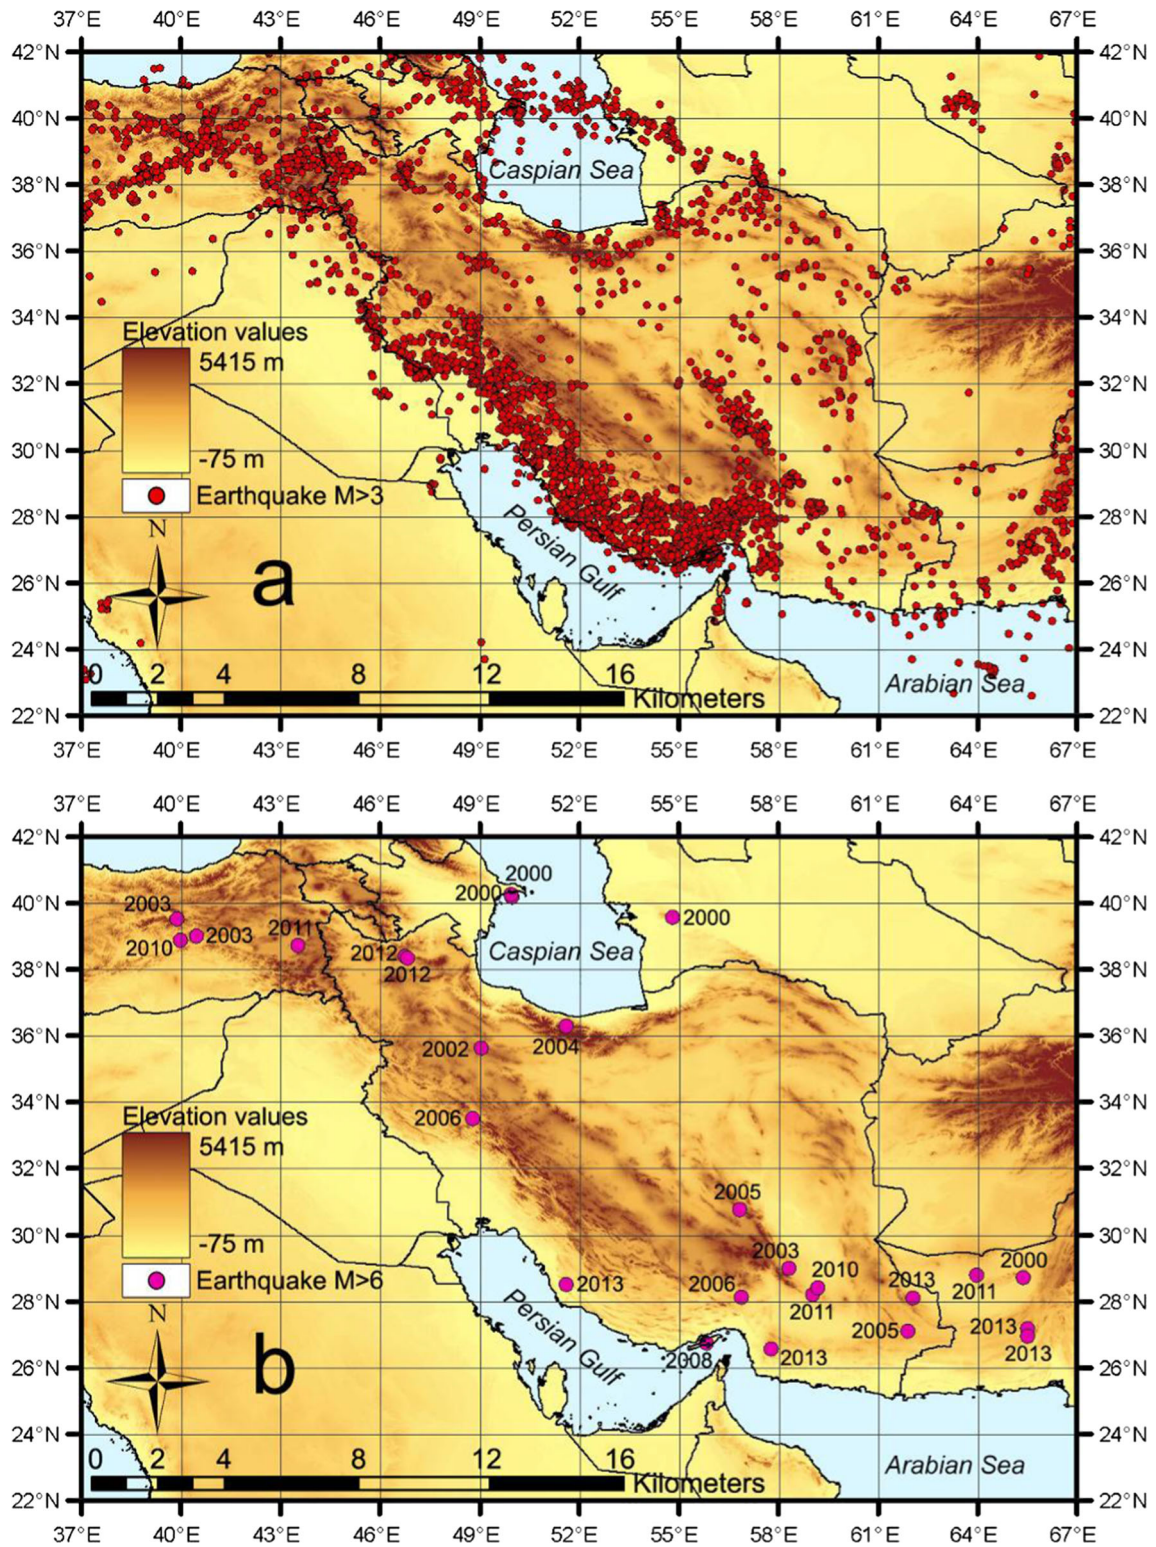 37°E 40°E 43°E 46°E 49°E 52°E 55°E 58°E 61°E 64°E 67°E
42°N 42°N
40°N 40°N
Caspian Sea
38°N 38°N
36°N 36°N
34°N 34°N
Elevation values
5415 m
32°N 32°N
30°N 30°N
-75 m
Earthquake M>3
28°N 28°N
Persian Gulf
N
a
26°N 26°N
24°N 24°N
0 2 4 8 12 16
Arabian Sea
Kilometers
22°N 22°N
37°E 40°E 43°E 46°E 49°E 52°E 55°E 58°E 61°E 64°E 67°E
37°E 40°E 43°E 46°E 49°E 52°E 55°E 58°E 61°E 64°E 67°E
42°N 42°N
2000
2000
40°N 40°N
2003
2000
2011
2010 2003
2012
Caspian Sea
38°N 38°N
2012
36°N 36°N
2002 2004
34°N 34°N
Elevation values
2006
5415 m
32°N 32°N
2005
30°N 30°N
-75 m
2003
2010
2000
Earthquake M>6
2013
2006
2013
2011
2011
28°N 28°N
Persian Gulf
N
2005
2013
2013
2008
2013
b
26°N 26°N
24°N 24°N
0 2 4 8 12 16
Arabian Sea
Kilometers
22°N 22°N
37°E 40°E 43°E 46°E 49°E 52°E 55°E 58°E 61°E 64°E 67°E